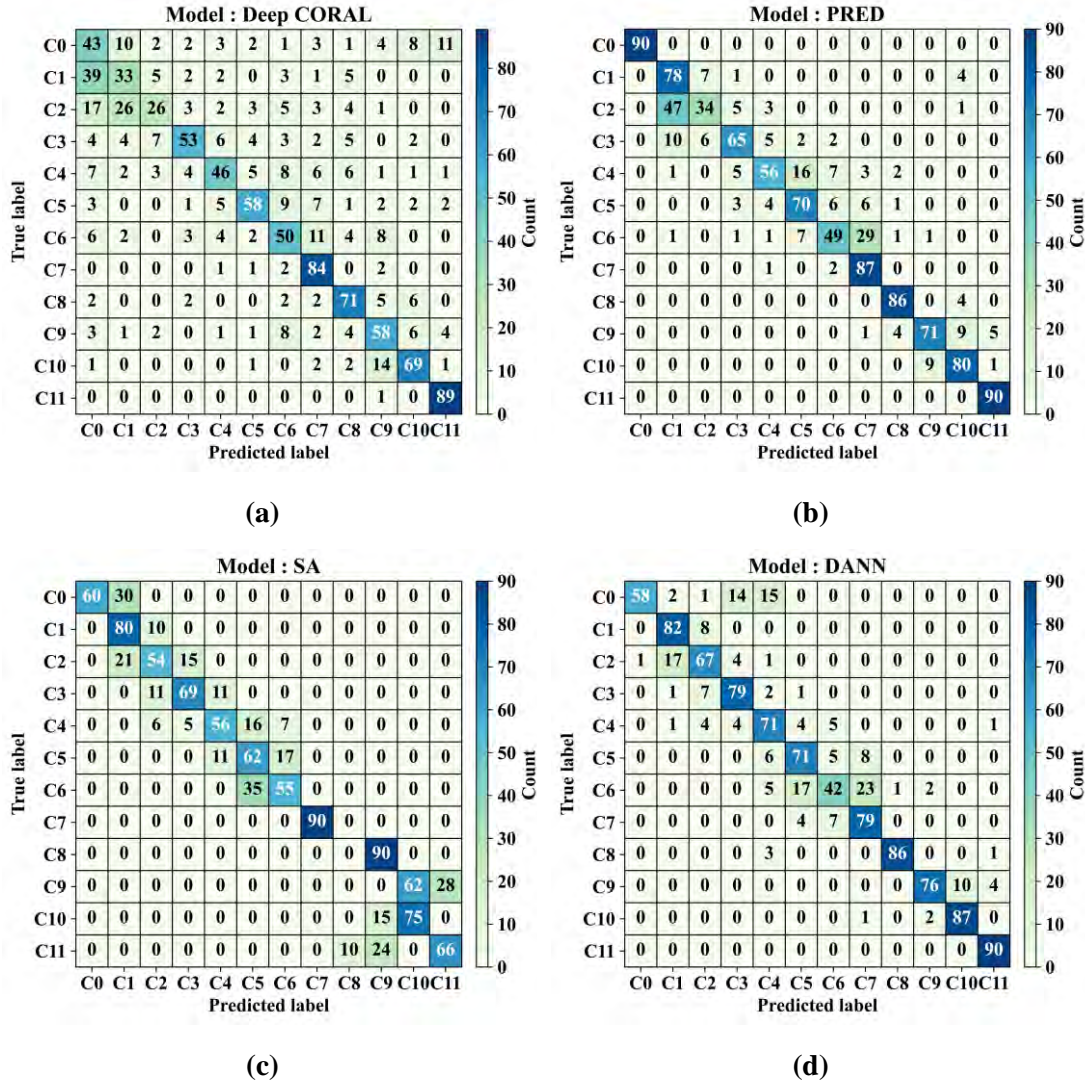 Model : Deep CORAL
C0 43 10 2 2 3 2 1 3 1 4 8 11
C1 39 33 5 2 2 0 3 1 5 0 0 0
C2 17 26 26 3 2 3 5 3 4 1 0 0
C3 4 4 7 53 6 4 3 2 5 0 2 0
C4 7 2 3 4 46 5 8 6 6 1 1 1
C5 3 0 0 1 5 58 9 7 1 2 2 2
C6 6 2 0 3 4 2 50 11 4 8 0 0
C7 0 0 0 0 1 1 2 84 0 2 0 0
C8 2 0 0 2 0 0 2 2 71 5 6 0
C9 3 1 2 0 1 1 8 2 4 58 6 4
C10 1 0 0 0 0 1 0 2 2 14 69 1
C11 0 0 0 0 0 0 0 0 0 1 0 89
C0 C1 C2 C3 C4 C5 C6 C7 C8 C9 C10 C11
Predicted label
True label
80
70
60
50
40
30
20
10
0
Count
(a)
Model : PRED
C0 90 0 0 0 0 0 0 0 0 0 0 0
C1 0 78 7 1 0 0 0 0 0 0 4 0
C2 0 47 34 5 3 0 0 0 0 0 1 0
C3 0 10 6 65 5 2 2 0 0 0 0 0
C4 0 1 0 5 56 16 7 3 2 0 0 0
C5 0 0 0 3 4 70 6 6 1 0 0 0
C6 0 1 0 1 1 7 49 29 1 1 0 0
C7 0 0 0 0 1 0 2 87 0 0 0 0
C8 0 0 0 0 0 0 0 0 86 0 4 0
C9 0 0 0 0 0 0 0 1 4 71 9 5
C10 0 0 0 0 0 0 0 0 0 9 80 1
C11 0 0 0 0 0 0 0 0 0 0 0 90
C0 C1 C2 C3 C4 C5 C6 C7 C8 C9 C10 C11
Predicted label
True label
90
80
70
60
50
40
30
20
10
0
Count
(b)
Model : SA
C0 60 30 0 0 0 0 0 0 0 0 0 0
C1 0 80 10 0 0 0 0 0 0 0 0 0
C2 0 21 54 15 0 0 0 0 0 0 0 0
C3 0 0 11 69 11 0 0 0 0 0 0 0
C4 0 0 6 5 56 16 7 0 0 0 0 0
C5 0 0 0 0 11 62 17 0 0 0 0 0
C6 0 0 0 0 0 35 55 0 0 0 0 0
C7 0 0 0 0 0 0 0 90 0 0 0 0
C8 0 0 0 0 0 0 0 0 0 90 0 0
C9 0 0 0 0 0 0 0 0 0 0 62 28
C10 0 0 0 0 0 0 0 0 0 15 75 0
C11 0 0 0 0 0 0 0 0 10 24 0 66
C0 C1 C2 C3 C4 C5 C6 C7 C8 C9 C10 C11
Predicted label
True label
90
80
70
60
50
40
30
20
10
0
Count
(c)
Model : DANN
C0 58 2 1 14 15 0 0 0 0 0 0 0
C1 0 82 8 0 0 0 0 0 0 0 0 0
C2 1 17 67 4 1 0 0 0 0 0 0 0
C3 0 1 7 79 2 1 0 0 0 0 0 0
C4 0 1 4 4 71 4 5 0 0 0 0 1
C5 0 0 0 0 6 71 5 8 0 0 0 0
C6 0 0 0 0 5 17 42 23 1 2 0 0
C7 0 0 0 0 0 4 7 79 0 0 0 0
C8 0 0 0 0 3 0 0 0 86 0 0 1
C9 0 0 0 0 0 0 0 0 0 76 10 4
C10 0 0 0 0 0 0 0 1 0 2 87 0
C11 0 0 0 0 0 0 0 0 0 0 0 90
C0 C1 C2 C3 C4 C5 C6 C7 C8 C9 C10 C11
Predicted label
True label
90
80
70
60
50
40
30
20
10
0
Count
(d)